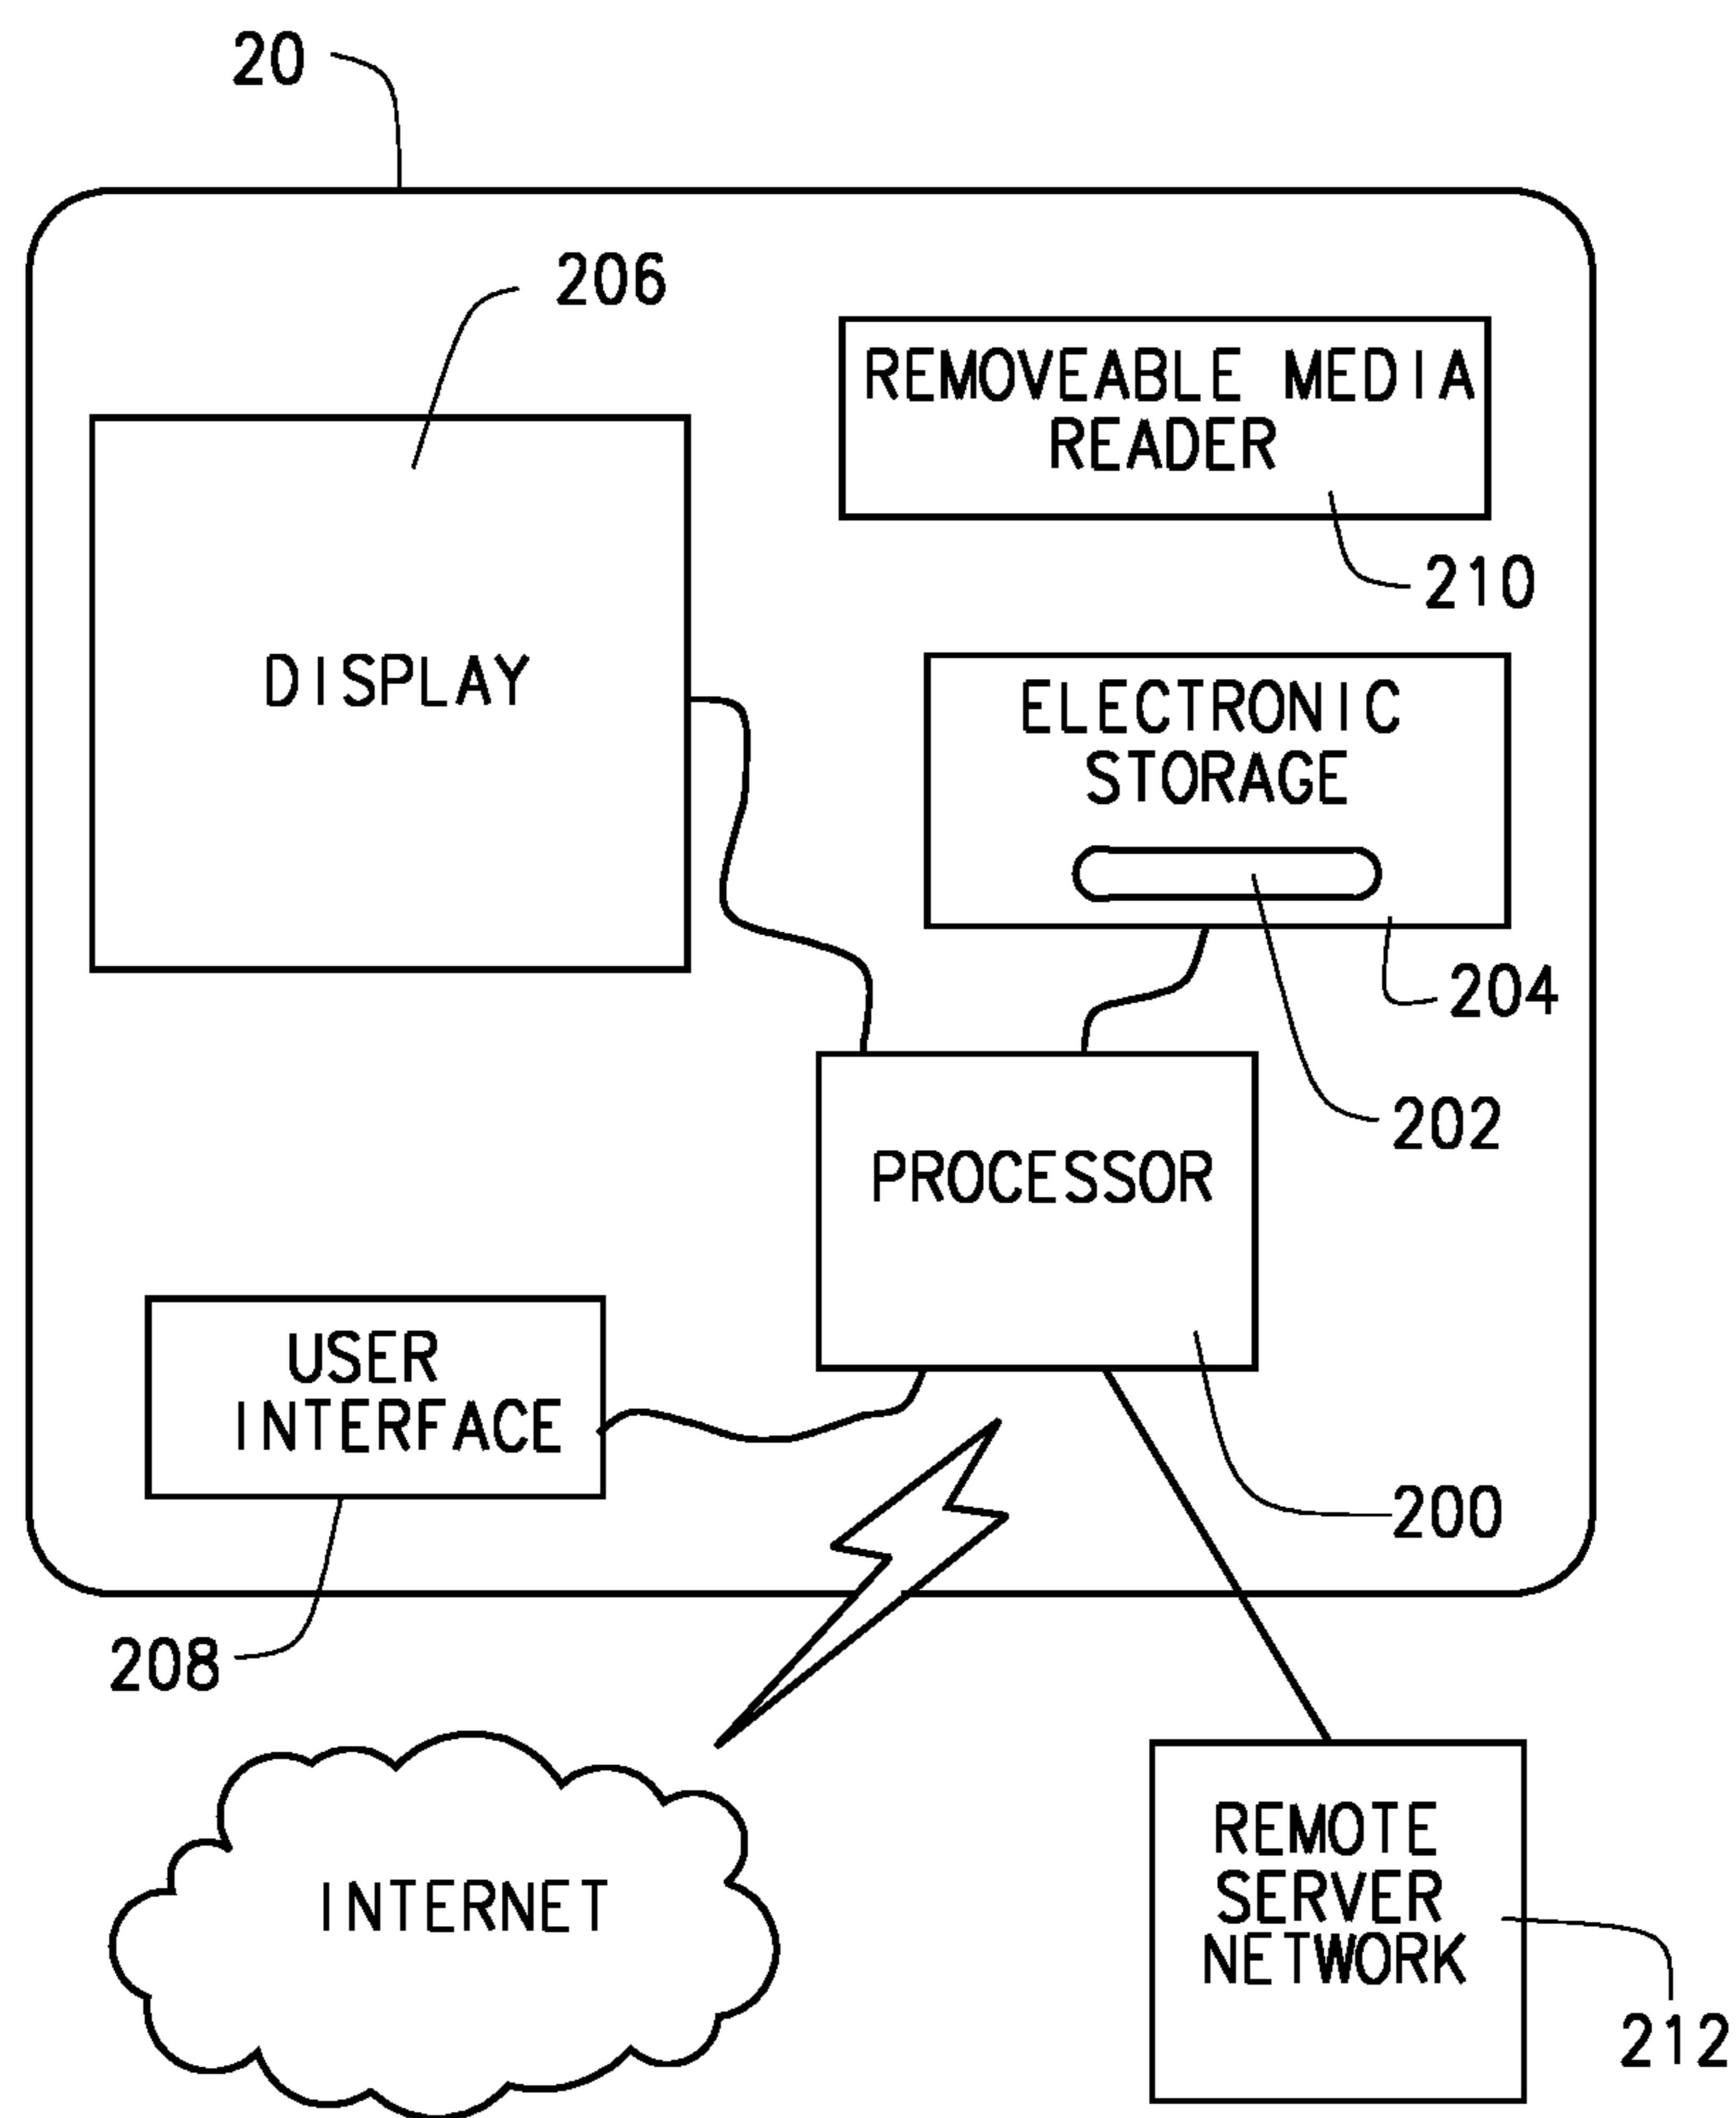 20
206
REMOVEABLE MEDIA
READER
210
DISPLAY
ELECTRONIC
STORAGE
204
202
PROCESSOR
USER
INTERFACE
200
208
INTERNET
REMOTE
SERVER
NETWORK
212